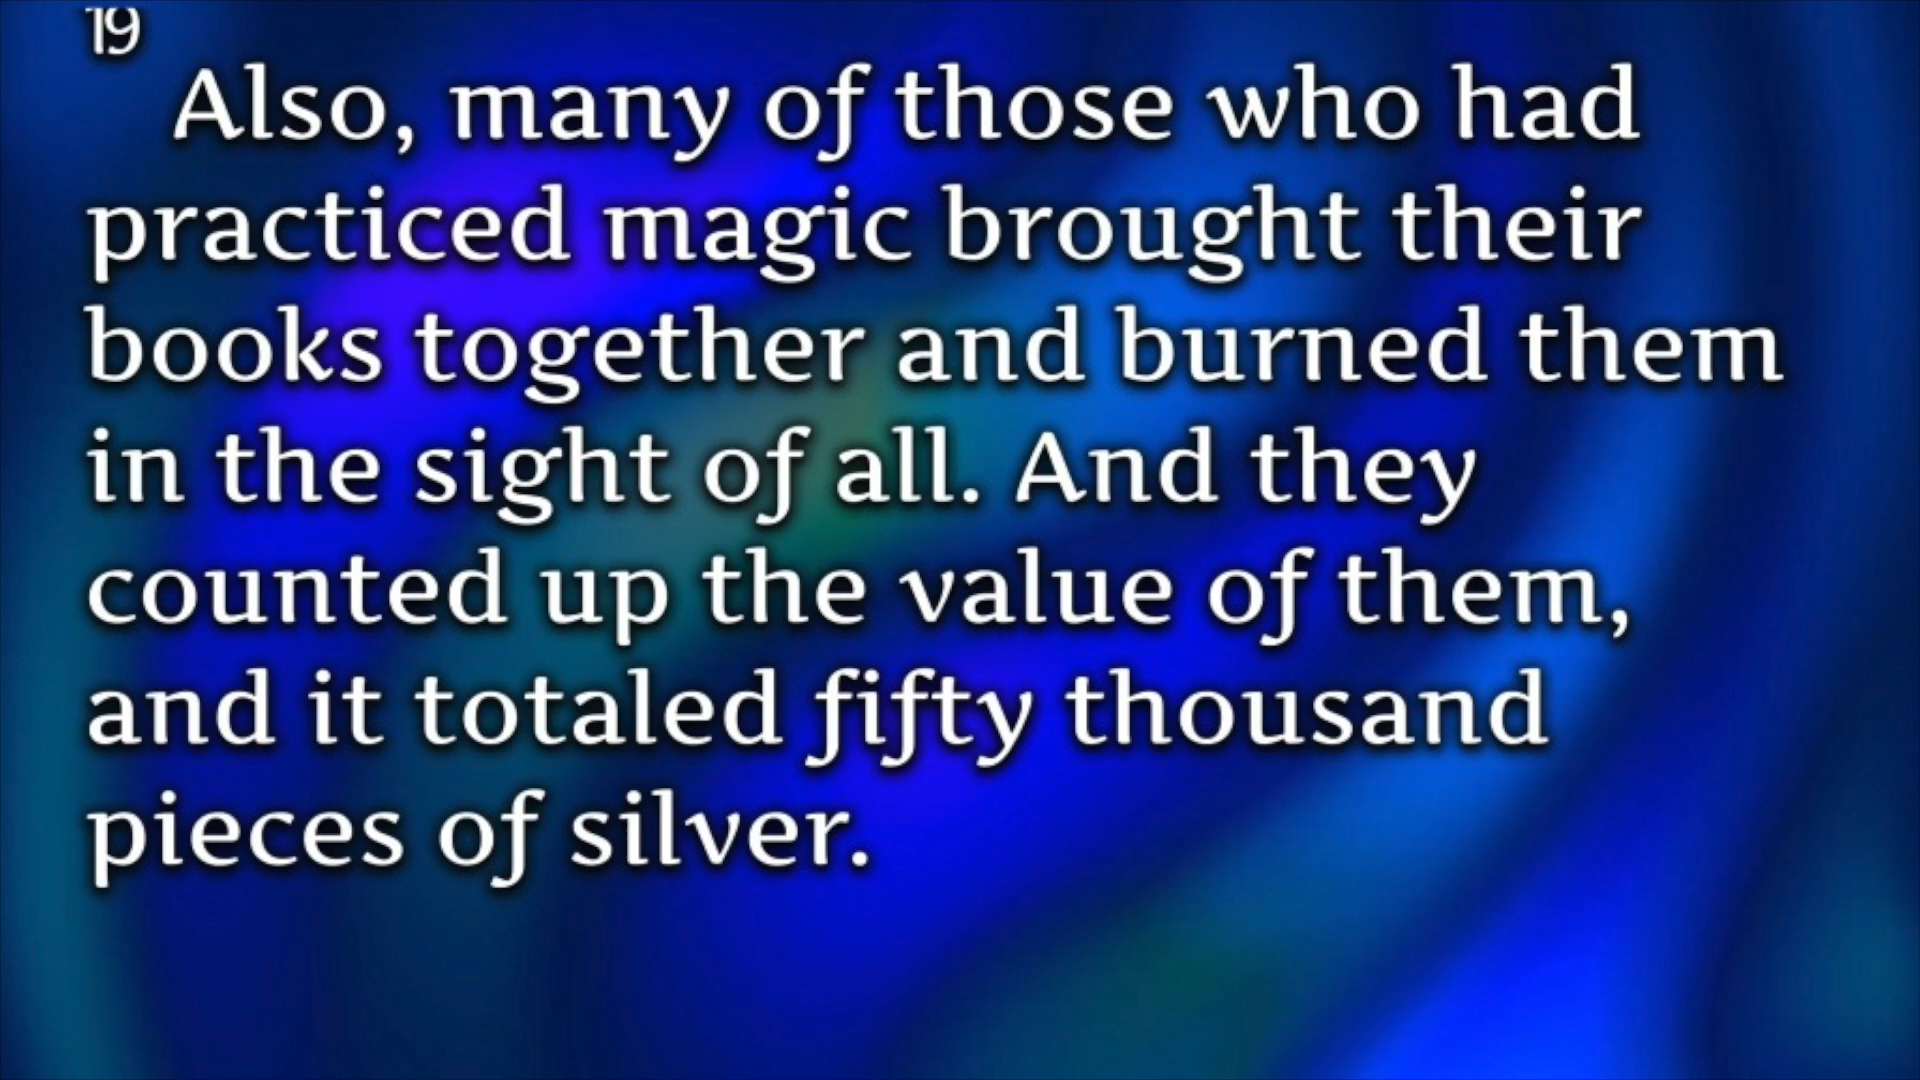 19
Also, many of those who had
practiced magic brought their
books together and burned them
in the sight of all. And they
counted up the value of them,
and it totaled fifty thousand
pieces of silver.